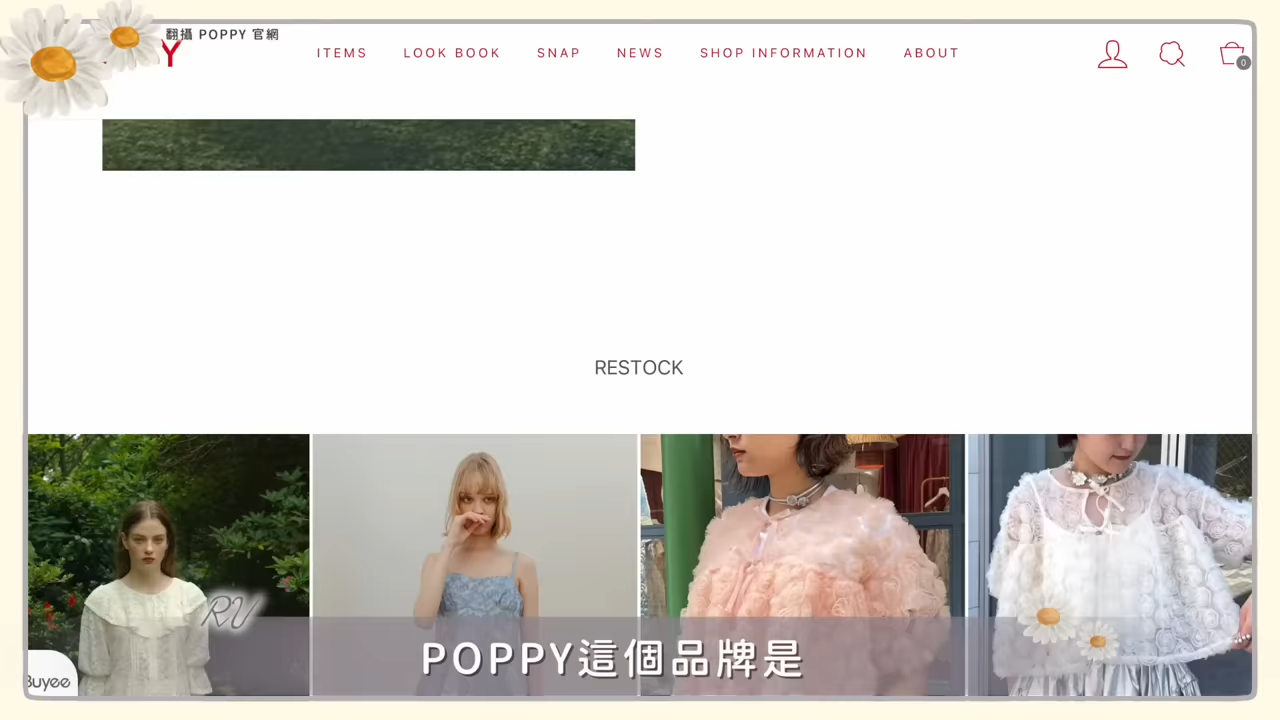 翻攝 POPPY 官網
Y
ITEMS
LOOK BOOK
SNAP
NEWS
SHOP INFORMATION
ABOUT
0
RESTOCK
RV
Buyee
POPPY這個品牌是